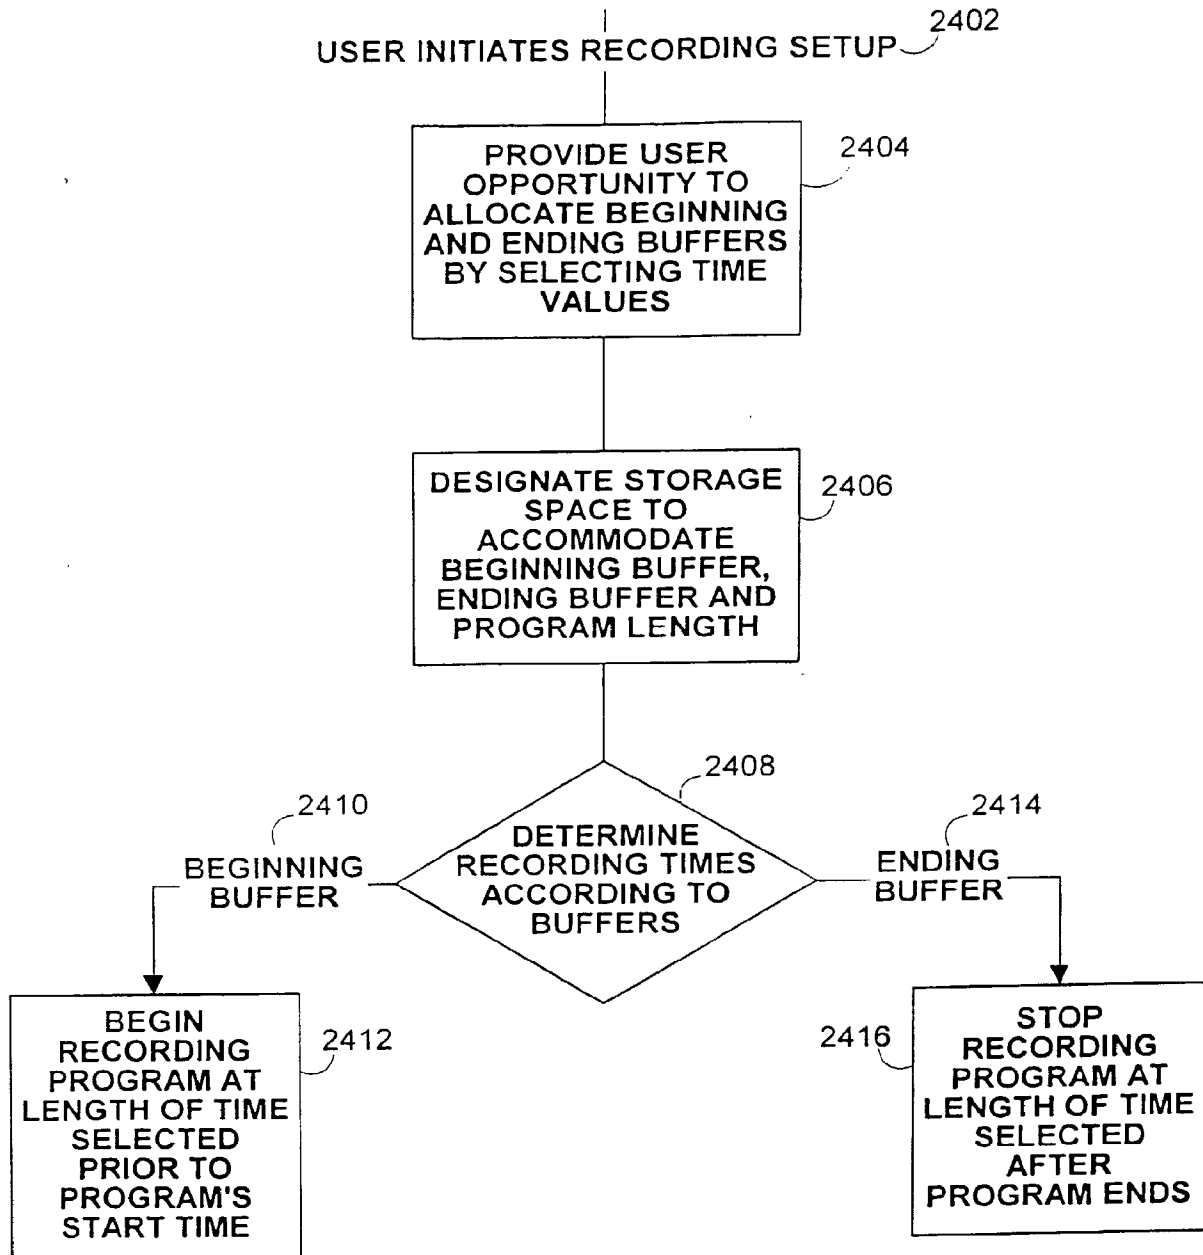 USER INITIATES RECORDING SETUP 2402
PROVIDE USER
OPPORTUNITY TO
ALLOCATE BEGINNING
AND ENDING BUFFERS
BY SELECTING TIME
VALUES
2404
DESIGNATE STORAGE
SPACE TO
ACCOMMODATE
BEGINNING BUFFER,
ENDING BUFFER AND
PROGRAM LENGTH
2406
2408
DETERMINE
RECORDING TIMES
ACCORDING TO
BUFFERS
2410
BEGINNING
BUFFER
2414
ENDING
BUFFER
BEGIN
RECORDING
PROGRAM AT
LENGTH OF TIME
SELECTED
PRIOR TO
PROGRAM'S
START TIME
2412
2416
STOP
RECORDING
PROGRAM AT
LENGTH OF TIME
SELECTED
AFTER
PROGRAM ENDS